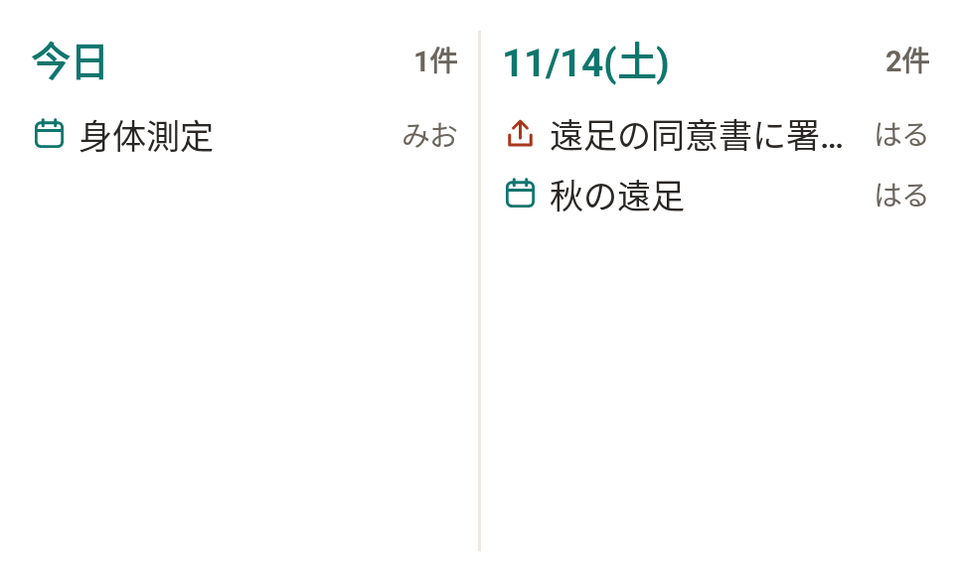 今日 1件
身体測定 みお
11/14(土) 2件
遠足の同意書に署... はる
秋の遠足 はる